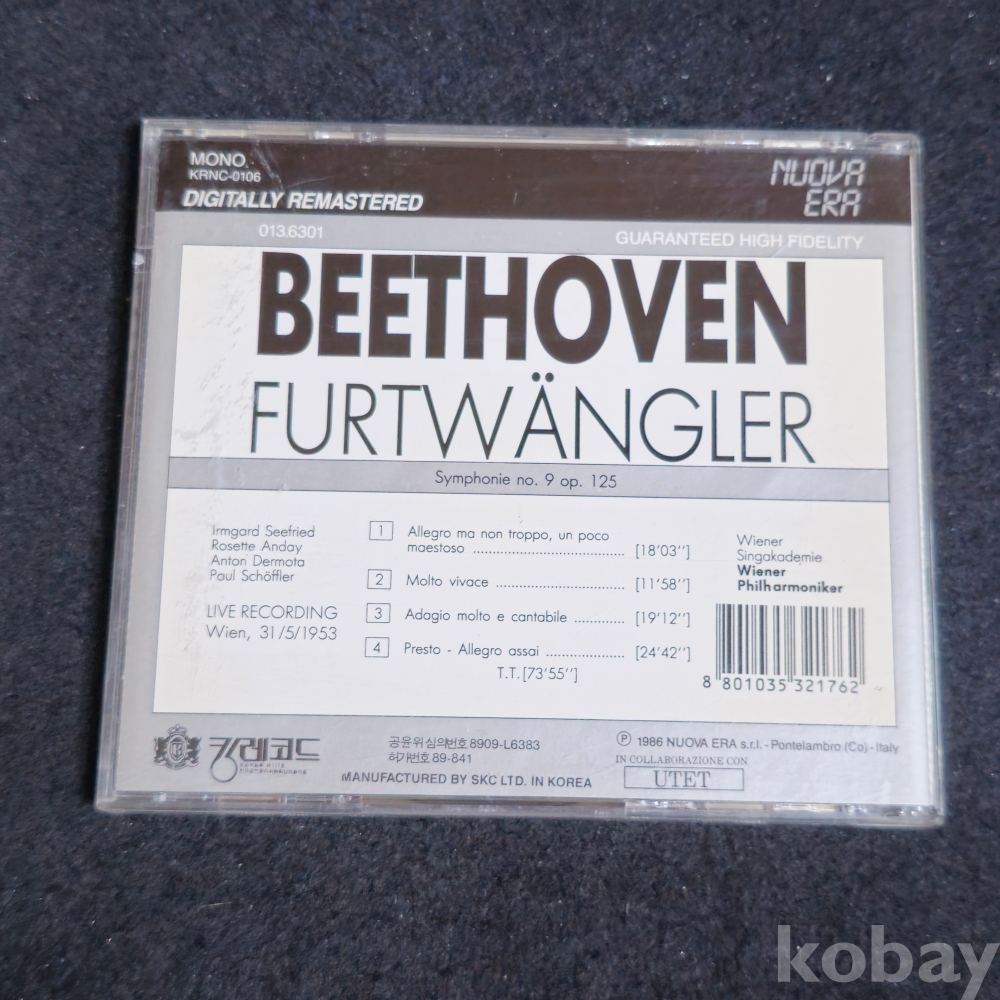 MONO
KRNC-0106
DIGITALLY REMASTERED
NUOVA
ERA
013.6301
GUARANTEED HIGH FIDELITY
BEETHOVEN
FURTWÄNGLER
Symphonie no. 9 op. 125
Irmgard Seefried
Rosette Anday
Anton Dermota
Paul Schöffler
LIVE RECORDING
Wien, 31/5/1953
1 Allegro ma non troppo, un poco
maestoso ........................ [18'03'']
2 Molto vivace ........................ [11'58'']
3 Adagio molto e cantabile ............ [19'12'']
4 Presto - Allegro assai .................. [24'42'']
T.T. [73'55'']
Wiener
Singakademie
Wiener
Philharmoniker
8 801035 321762
킹레코드
공윤위심의번호 8909-L6383
허가번호 89-841
MANUFACTURED BY SKC LTD. IN KOREA
Ⓟ 1986 NUOVA ERA s.r.l. - Pontelambro (Co) - Italy
IN COLLABORAZIONE CON
UTET
kobay